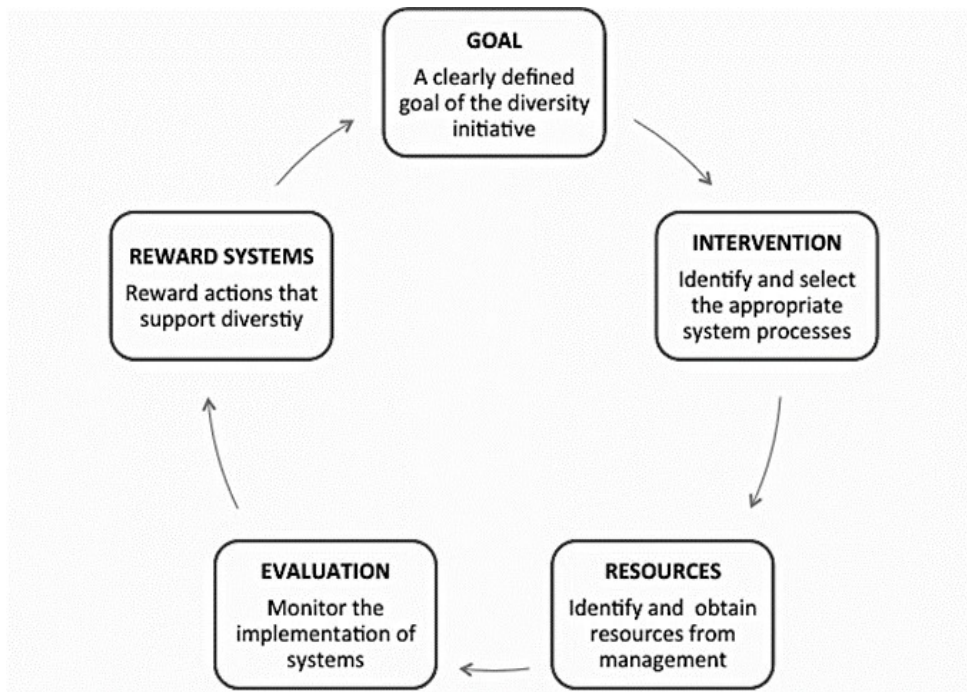 GOAL
A clearly defined
goal of the diversity
initiative
INTERVENTION
Identify and select
the appropriate
system processes
RESOURCES
Identify and obtain
resources from
management
EVALUATION
Monitor the
implementation of
systems
REWARD SYSTEMS
Reward actions that
support diverstiy